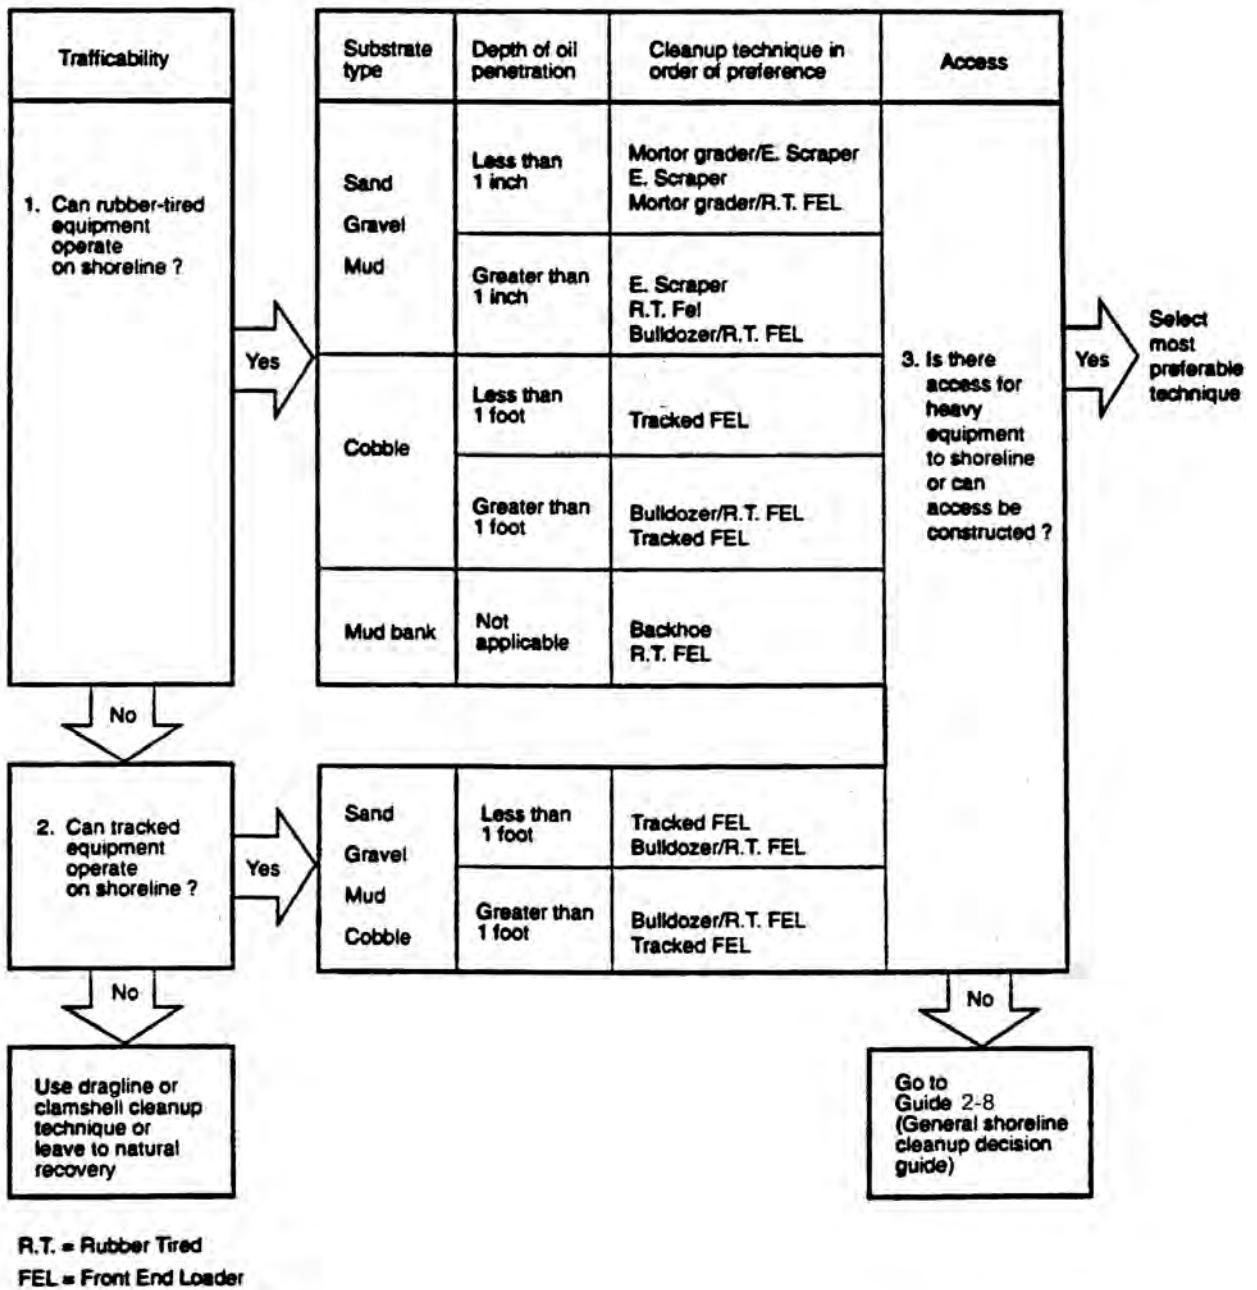 Trafficability
Substrate
type
Depth of oil
penetration
Cleanup technique in
order of preference
Access
1. Can rubber-tired
equipment
operate
on shoreline ?
Yes
Sand
Gravel
Mud
Less than
1 inch
Mortor grader/E. Scraper
E. Scraper
Mortor grader/R.T. FEL
Greater than
1 inch
E. Scraper
R.T. Fel
Bulldozer/R.T. FEL
Cobble
Less than
1 foot
Tracked FEL
Greater than
1 foot
Bulldozer/R.T. FEL
Tracked FEL
Mud bank
Not
applicable
Backhoe
R.T. FEL
3. Is there
access for
heavy
equipment
to shoreline
or can
access be
constructed ?
Yes
Select
most
preferable
technique
No
2. Can tracked
equipment
operate
on shoreline ?
Yes
Sand
Gravel
Mud
Cobble
Less than
1 foot
Tracked FEL
Bulldozer/R.T. FEL
Greater than
1 foot
Bulldozer/R.T. FEL
Tracked FEL
No
No
Use dragline or
clamshell cleanup
technique or
leave to natural
recovery
Go to
Guide 2-8
(General shoreline
cleanup decision
guide)
R.T. = Rubber Tired
FEL = Front End Loader